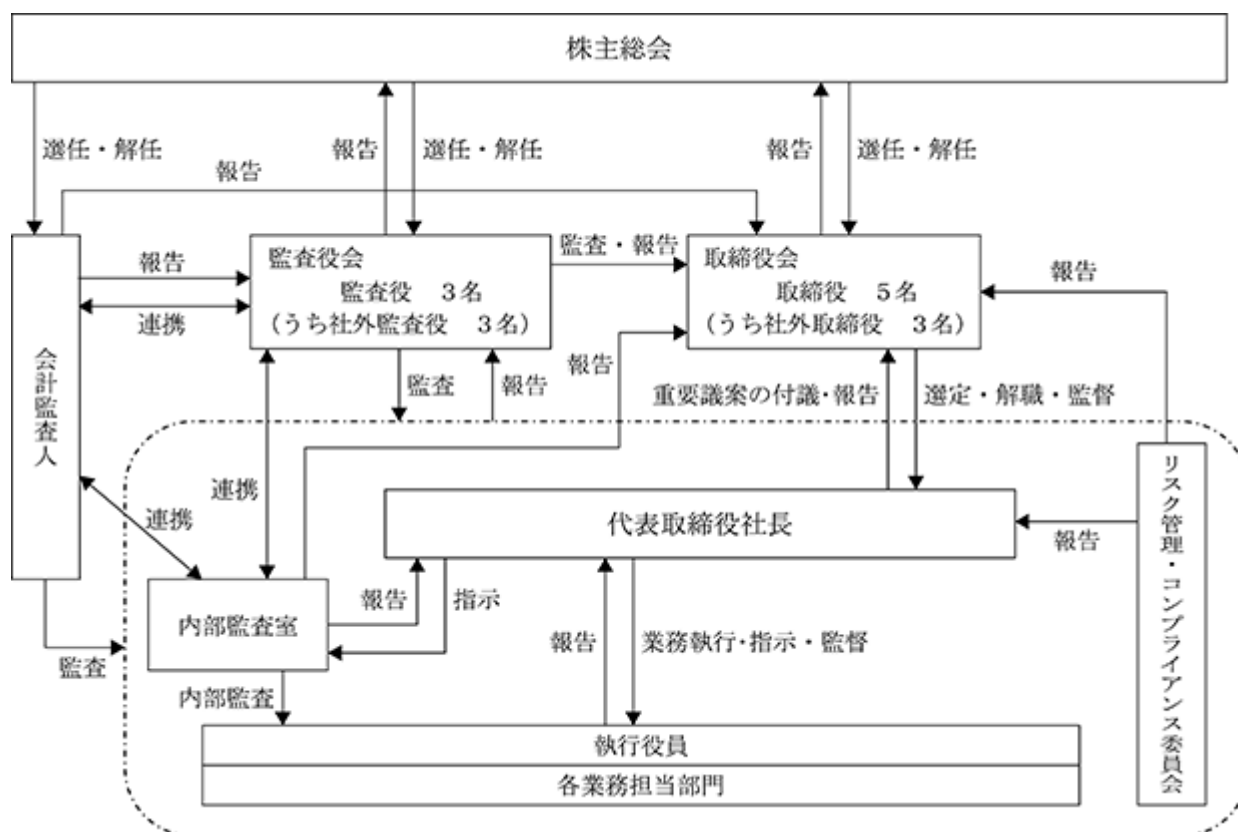 株主総会
選任・解任
報告
選任・解任
報告
選任・解任
報告
監査役会
監査役　３名
（うち社外監査役　３名）
監査・報告
取締役会
取締役　５名
（うち社外取締役　３名）
報告
報告
連携
会計監査人
監査
報告
報告
重要議案の付議・報告
選定・解職・監督
連携
連携
代表取締役社長
報告
リスク管理・コンプライアンス委員会
内部監査室
報告
指示
報告
業務執行・指示・監督
監査
内部監査
執行役員
各業務担当部門